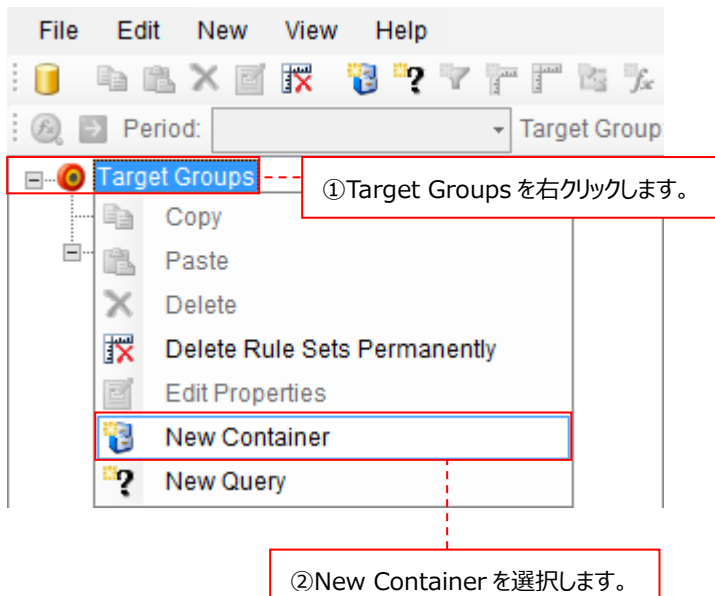 File Edit New View Help
Period: Target Group
Target Groups
①Target Groups を右クリックします。
Copy
Paste
Delete
Delete Rule Sets Permanently
Edit Properties
New Container
New Query
②New Container を選択します。